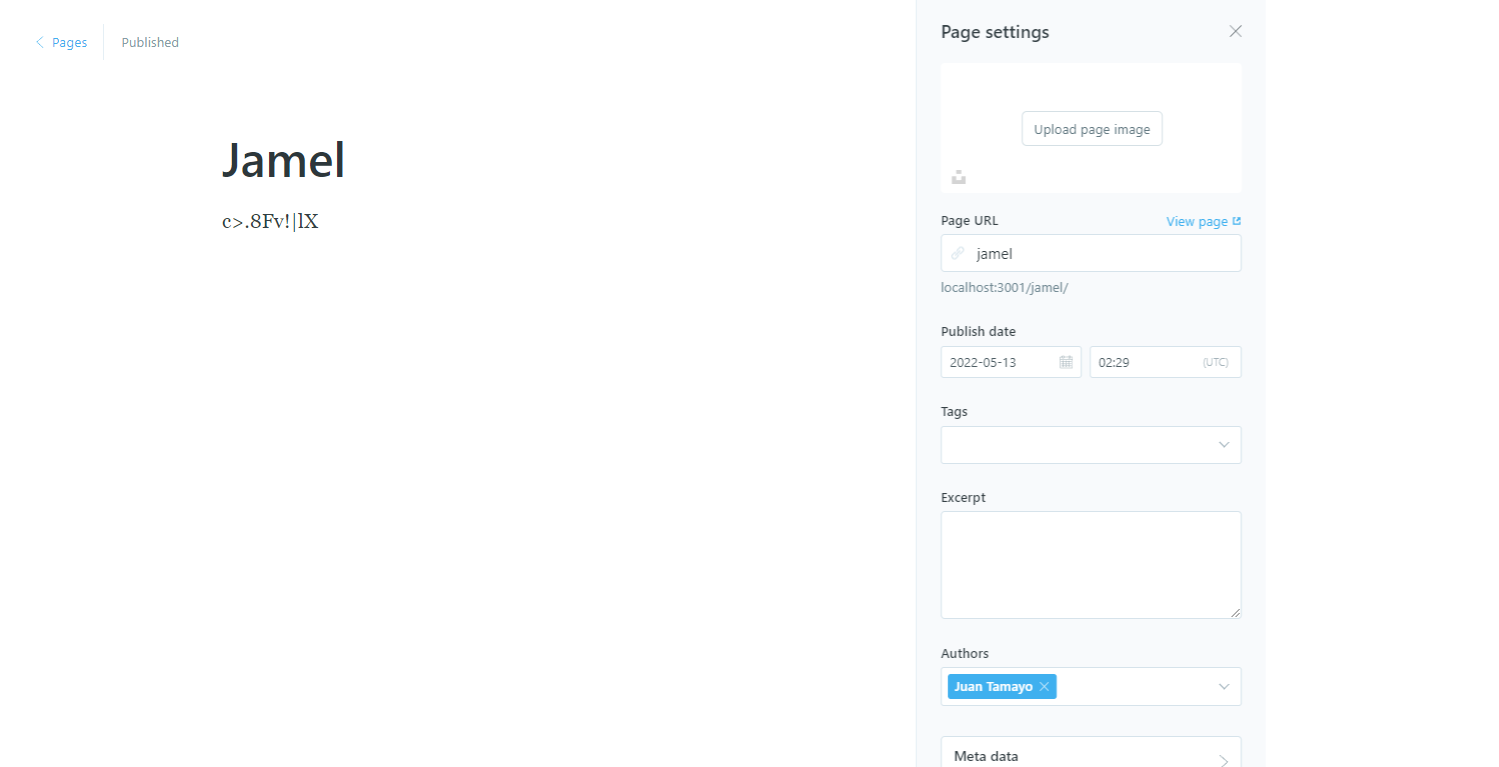 Pages
Published
Jamel
c>.8Fv!|lX
Page settings
Upload page image
Page URL
View page
jamel
localhost:3001/jamel/
Publish date
2022-05-13
02:29
(UTC)
Tags
Excerpt
Authors
Juan Tamayo
Meta data